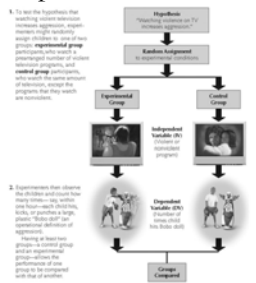 1. To test the hypothesis that
watching violent television
increases aggression, experi-
menters might randomly
assign children to one of two
groups: experimental group
participants, who watch a
prearranged number of violent
television programs, and
control group participants,
who watch the same amount
of television, except the
programs that they watch
are nonviolent.
Hypothesis
"Watching violence on TV
increases aggression."
Random Assignment
to experimental conditions
Experimental
Group
Control
Group
Independent
Variable (IV)
(Violent or
nonviolent
program)
2. Experimenters then observe
the children and count how
many times—say, within
one hour—each child hits,
kicks, or punches a large,
plastic "Bobo doll" (an
operational definition of
aggression).
Having at least two
groups—a control group
and an experimental
group—allows the
performance of one
group to be compared
with that of another.
Dependent
Variable (DV)
(Number of
times child
hits Bobo doll)
Groups
Compared